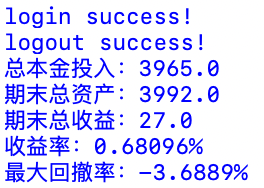 login success!
logout success!
总本金投入: 3965.0
期末总资产: 3992.0
期末总收益: 27.0
收益率: 0.68096%
最大回撤率: -3.6889%